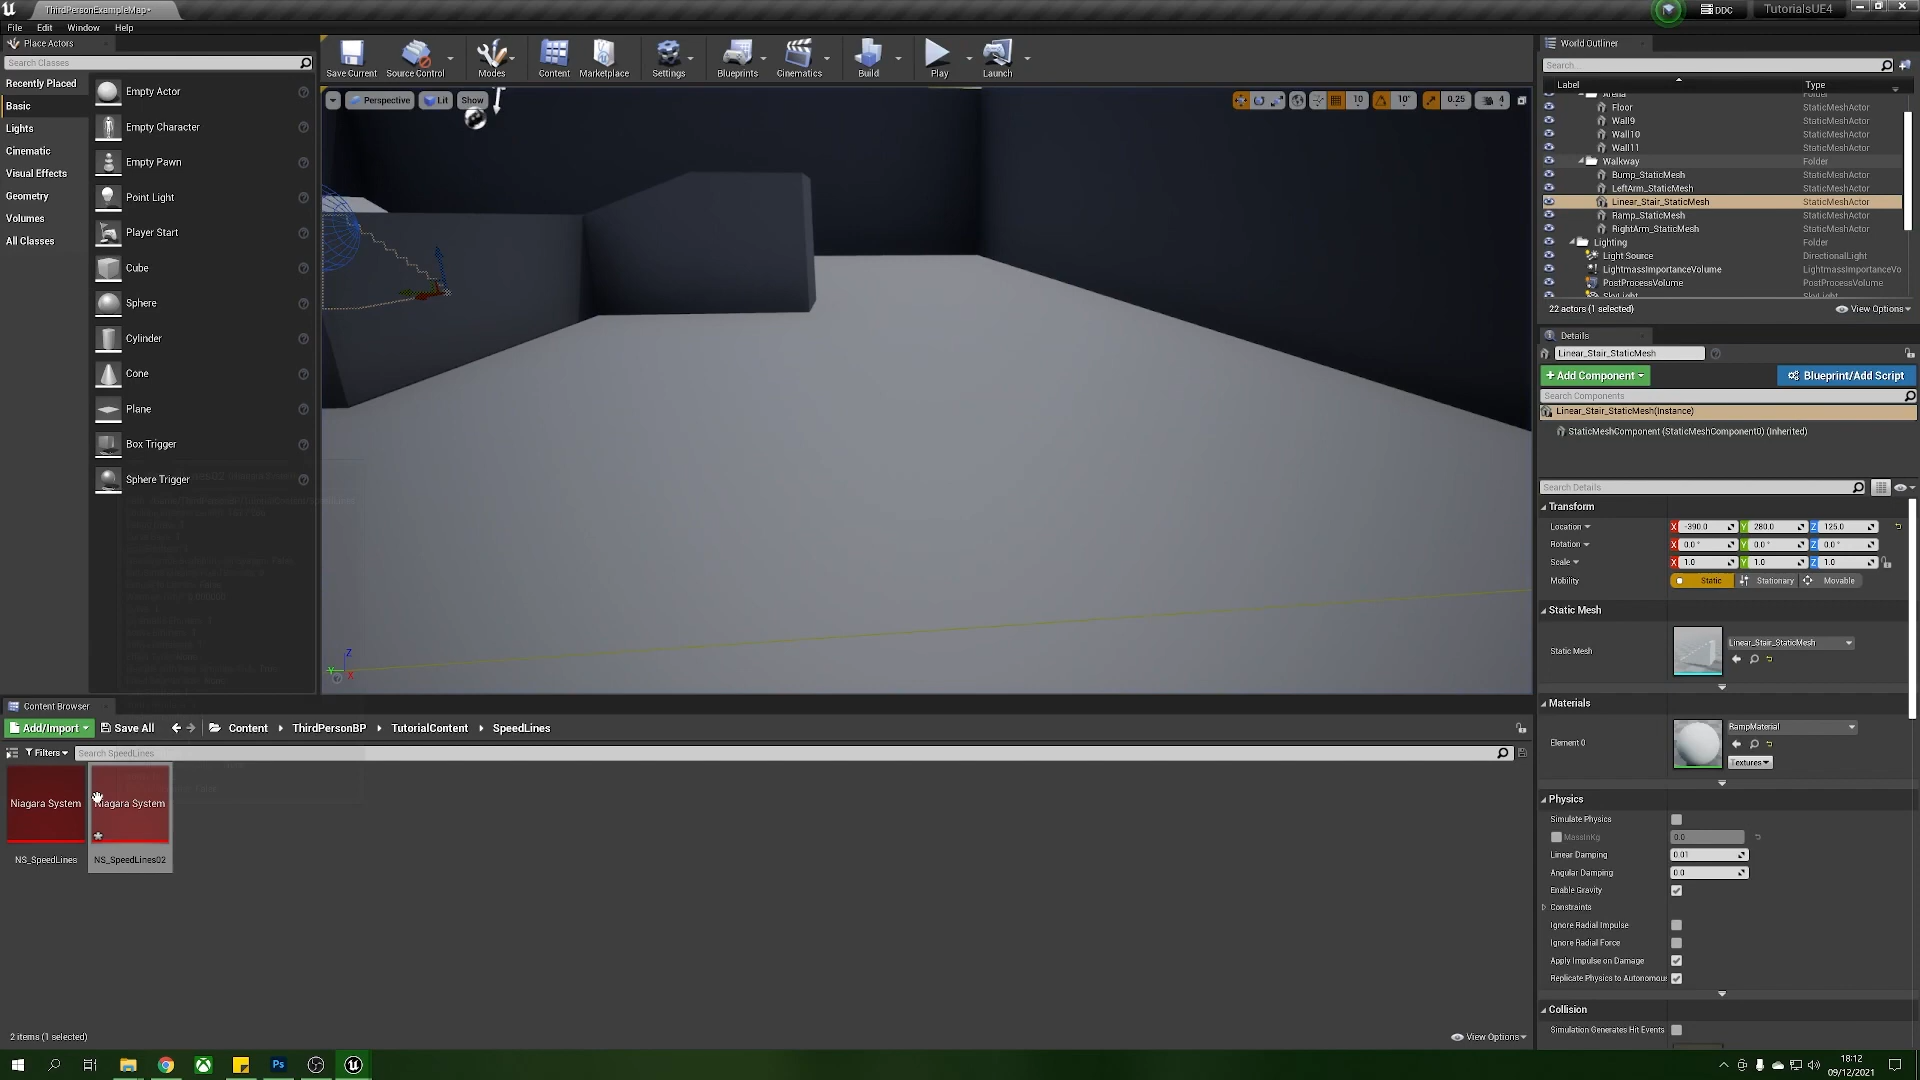 ThirdPersonExampleMap•
DDC
TutorialsUE4
File Edit Window Help
Place Actors
Search Classes
Recently Placed
Basic
Lights
Cinematic
Visual Effects
Geometry
Volumes
All Classes
Empty Actor
Empty Character
Empty Pawn
Point Light
Player Start
Cube
Sphere
Cylinder
Cone
Plane
Box Trigger
Sphere Trigger
Save Current
Source Control
Modes
Content
Marketplace
Settings
Blueprints
Cinematics
Build
Play
Launch
Perspective
Lit
Show
10
10°
0.25
4
Z
Y
X
World Outliner
Search...
Label Type
Arena Folder
Floor StaticMeshActor
Wall9 StaticMeshActor
Wall10 StaticMeshActor
Wall11 StaticMeshActor
Walkway Folder
Bump_StaticMesh StaticMeshActor
LeftArm_StaticMesh StaticMeshActor
Linear_Stair_StaticMesh StaticMeshActor
Ramp_StaticMesh StaticMeshActor
RightArm_StaticMesh StaticMeshActor
Lighting Folder
Light Source DirectionalLight
LightmassImportanceVolume LightmassImportanceVo
PostProcessVolume PostProcessVolume
SkyLight SkyLight
22 actors (1 selected)
View Options
Details
Linear_Stair_StaticMesh
+ Add Component
Blueprint/Add Script
Search Components
Linear_Stair_StaticMesh(Instance)
StaticMeshComponent (StaticMeshComponent0) (Inherited)
Search Details
Transform
Location X -390.0 Y 280.0 Z 125.0
Rotation X 0.0° Y 0.0° Z 0.0°
Scale X 1.0 Y 1.0 Z 1.0
Mobility Static Stationary Movable
Static Mesh
Static Mesh Linear_Stair_StaticMesh
Materials
Element 0 RampMaterial
Textures
Physics
Simulate Physics
MassInKg 0.0
Linear Damping 0.01
Angular Damping 0.0
Enable Gravity
Constraints
Ignore Radial Impulse
Ignore Radial Force
Apply Impulse on Damage
Replicate Physics to Autonomous
Collision
Simulation Generates Hit Events
Content Browser
Add/Import Save All Content ThirdPersonBP TutorialContent SpeedLines
Filters Search SpeedLines
Niagara System Niagara System
NS_SpeedLines NS_SpeedLines02
2 items (1 selected)
View Options
Ps
18:12
09/12/2021